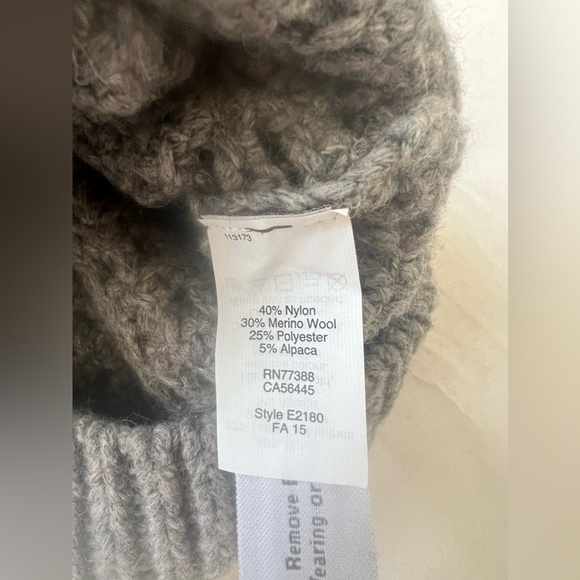 113173
40% Nylon
30% Merino Wool
25% Polyester
5% Alpaca
RN77388
CA56445
Style E2180
FA 15
Remove
Wearing or